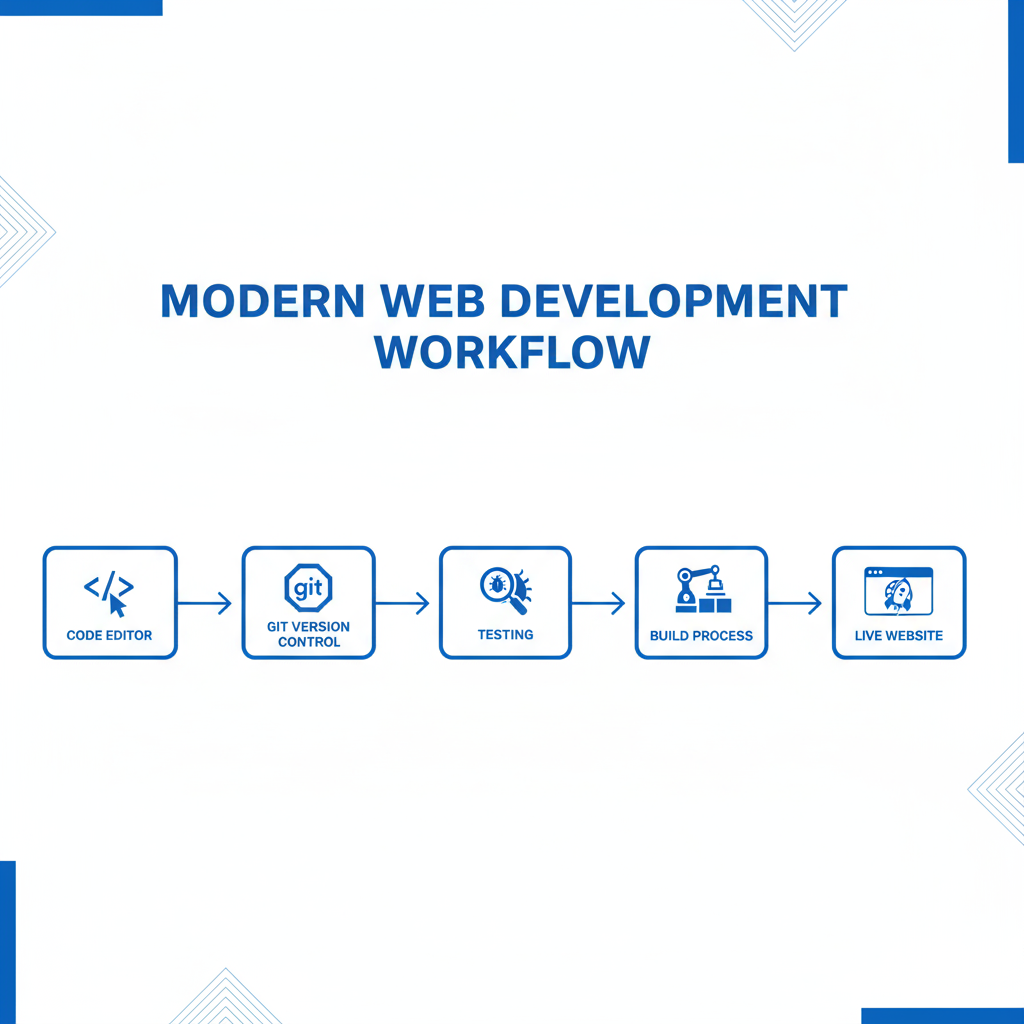 MODERN WEB DEVELOPMENT
WORKFLOW
</>
CODE EDITOR
git
GIT VERSION
CONTROL
TESTING
BUILD PROCESS
LIVE WEBSITE